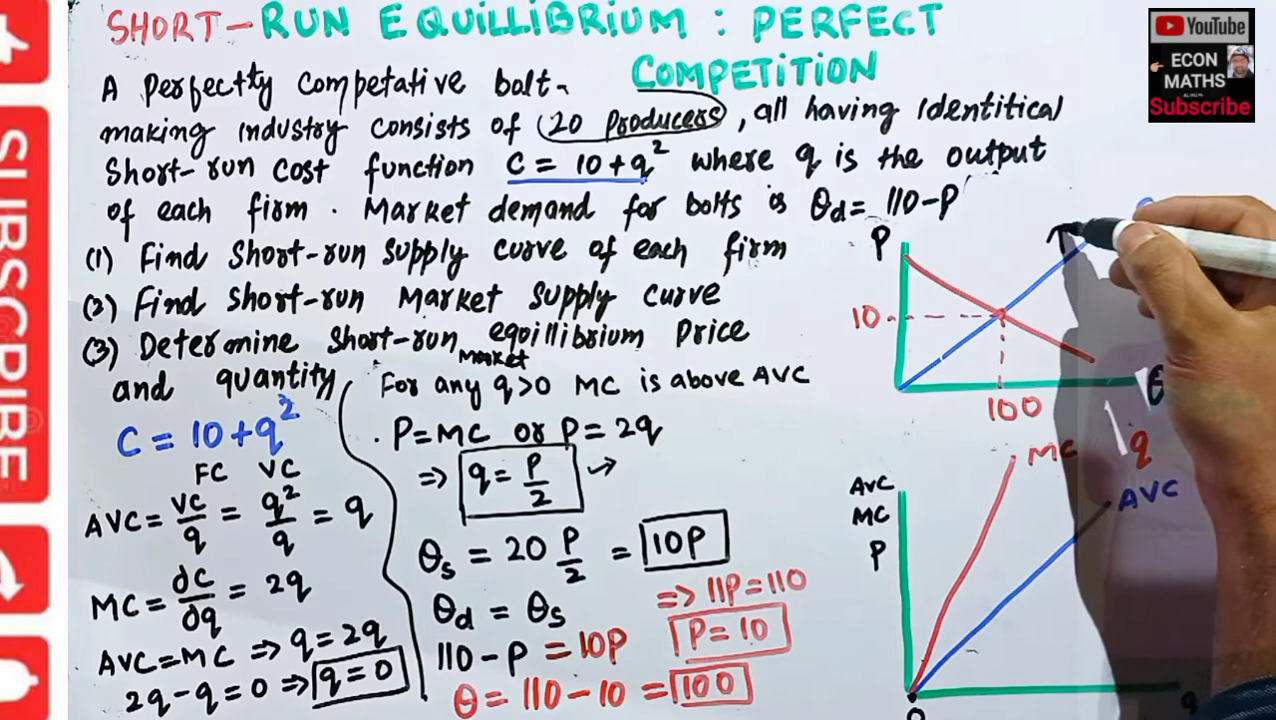 SHORT-RUN EQUILLIBRIUM : PERFECT
COMPETITION
A Perfectty competative bolt-
making industry consists of 20 Producers, all having identitical
Short-run cost function C = 10+q² where q is the output
of each firm. Market demand for bolts is Qd = 110-P
(1) Find Short-run supply curve of each firm
(2) Find Short-run Market supply curve
(3) Determine Short-run market eqoillibrium Price
and quantity
C = 10+q²
FC VC
AVC = VC/q = q²/q = q
MC = dC/dq = 2q
AVC = MC ⇒ q = 2q
2q-q = 0 ⇒ q = 0
For any q>0 MC is above AVC
P = MC or P = 2q
⇒ q = P/2 →
Qs = 20 P/2 = 10P
Qd = Qs
110-P = 10P
⇒ 11P = 110
P = 10
Q = 110-10 = 100
P
10
100
Q
q
MC
AVC
AVC
MC
P
0
q
YouTube
ECON
MATHS
Subscribe
SUBSCRIBE